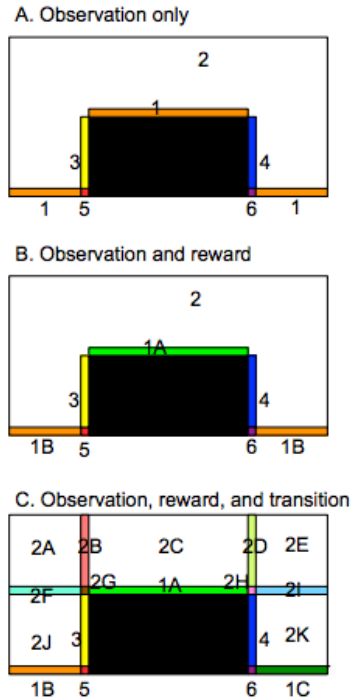 A. Observation only
2
1
3 4
1 5 6 1
B. Observation and reward
2
1A
3 4
1B 5 6 1B
C. Observation, reward, and transition
2A 2B 2C 2D 2E
2F 2G 1A 2H 2I
2J 3 4 2K
1B 5 6 1C